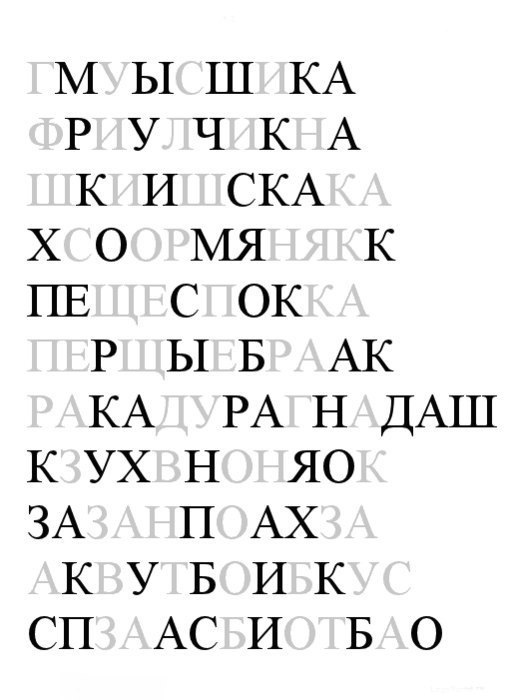 ГМУЫСШИКА
ФРИУЛЧИКНА
ШКИИШСКАКА
ХСООРМЯНЯКК
ПЕЩЕСПОККА
ПЕРЩЫЕБРААК
РАКАДУРАГНАДАШ
КЗУХВНОНЯОК
ЗАЗАНПОАХЗА
АКВУТБОИБКУС
СПЗААСБИОТБАО